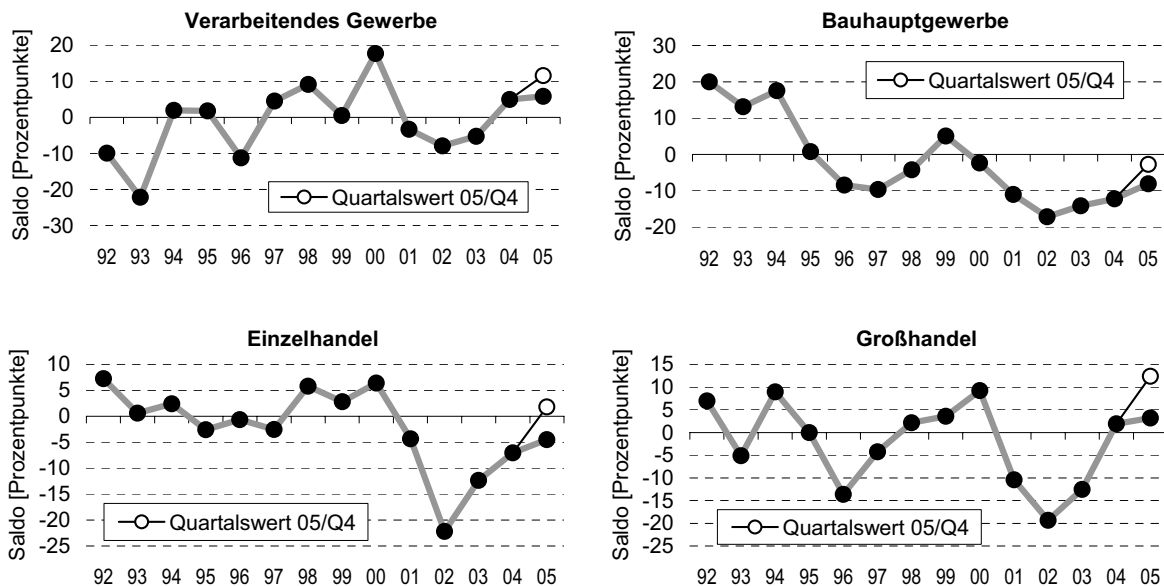 Verarbeitendes Gewerbe
Saldo [Prozentpunkte]
20
10
0
-10
-20
-30
Quartalswert 05/Q4
92 93 94 95 96 97 98 99 00 01 02 03 04 05
Bauhauptgewerbe
Saldo [Prozentpunkte]
30
20
10
0
-10
-20
Quartalswert 05/Q4
92 93 94 95 96 97 98 99 00 01 02 03 04 05
Einzelhandel
Saldo [Prozentpunkte]
10
5
0
-5
-10
-15
-20
-25
Quartalswert 05/Q4
92 93 94 95 96 97 98 99 00 01 02 03 04 05
Großhandel
Saldo [Prozentpunkte]
15
10
5
0
-5
-10
-15
-20
-25
Quartalswert 05/Q4
92 93 94 95 96 97 98 99 00 01 02 03 04 05